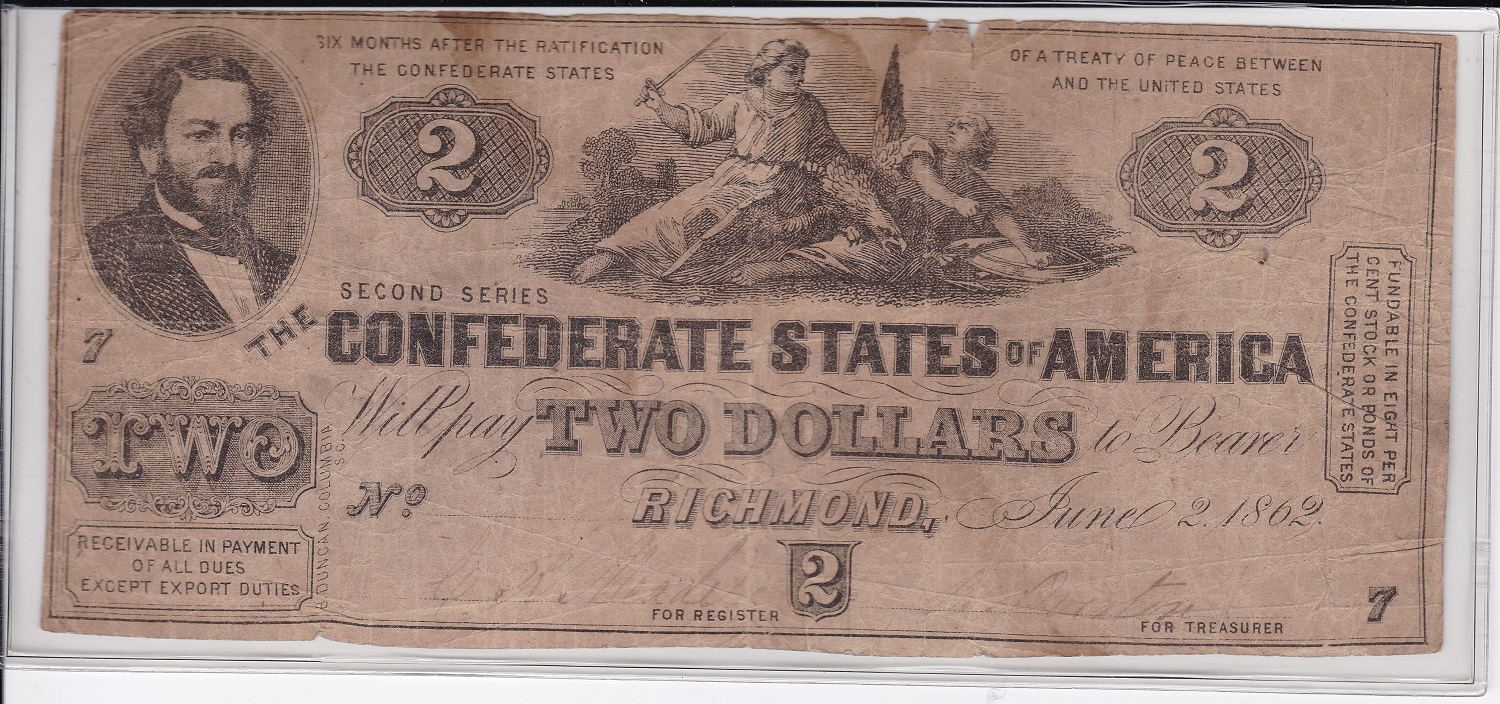 SIX MONTHS AFTER THE RATIFICATION
THE CONFEDERATE STATES
OF A TREATY OF PEACE BETWEEN
AND THE UNITED STATES
2
2
SECOND SERIES
THE CONFEDERATE STATES OF AMERICA
7
Will pay TWO DOLLARS to Bearer
TWO
No
RICHMOND, June 2. 1862.
RECEIVABLE IN PAYMENT
OF ALL DUES
EXCEPT EXPORT DUTIES
B DUNCAN COLUMBIA
S.C.
2
FOR REGISTER
FOR TREASURER
7
FUNDABLE IN EIGHT PER
CENT STOCK OR BONDS OF
THE CONFEDERATE STATES